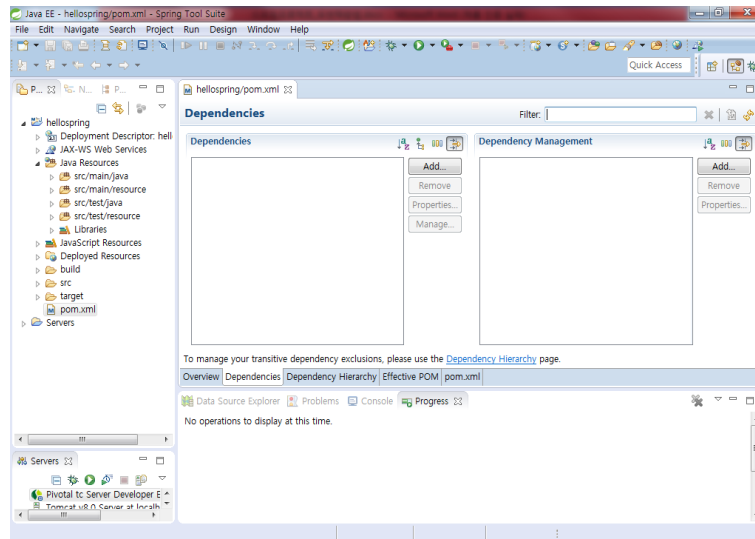 Java EE - hellospring/pom.xml - Spring Tool Suite
File Edit Navigate Search Project Run Design Window Help
Quick Access
P...
N...
P...
hellospring/pom.xml
hellospring
Deployment Descriptor: hell
JAX-WS Web Services
Java Resources
src/main/java
src/main/resource
src/test/java
src/test/resource
Libraries
JavaScript Resources
Deployed Resources
build
src
target
pom.xml
Servers
Dependencies
Filter:
Dependencies
Add...
Remove
Properties...
Manage...
Dependency Management
Add...
Remove
Properties...
To manage your transitive dependency exclusions, please use the Dependency Hierarchy page.
Overview Dependencies Dependency Hierarchy Effective POM pom.xml
Data Source Explorer Problems Console Progress
No operations to display at this time.
Servers
Pivotal tc Server Developer E
Tomcat v8.0 Server at localh